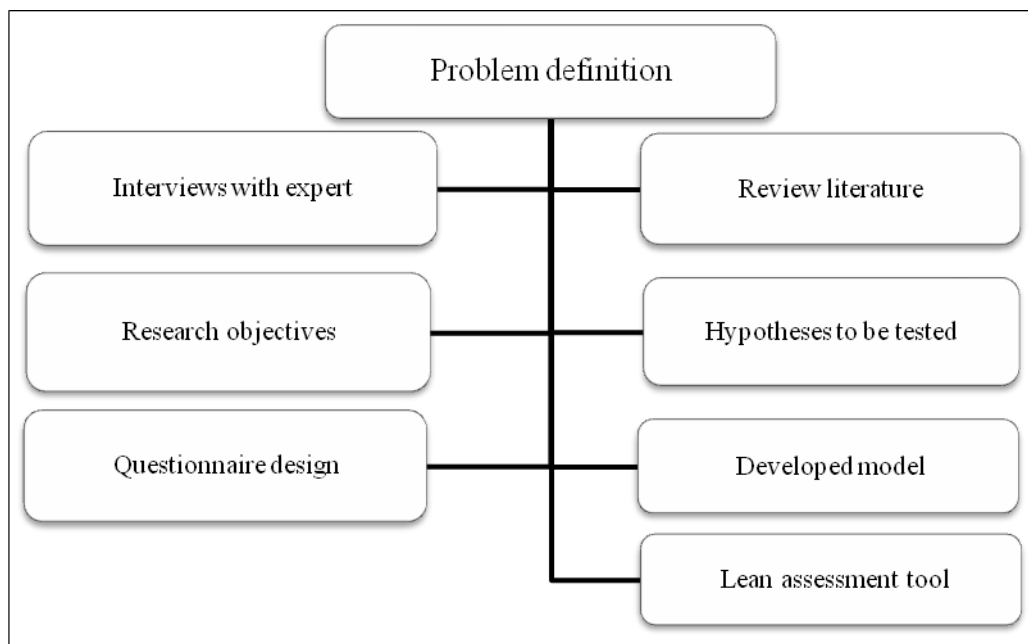 Problem definition
Interviews with expert
Review literature
Research objectives
Hypotheses to be tested
Questionnaire design
Developed model
Lean assessment tool